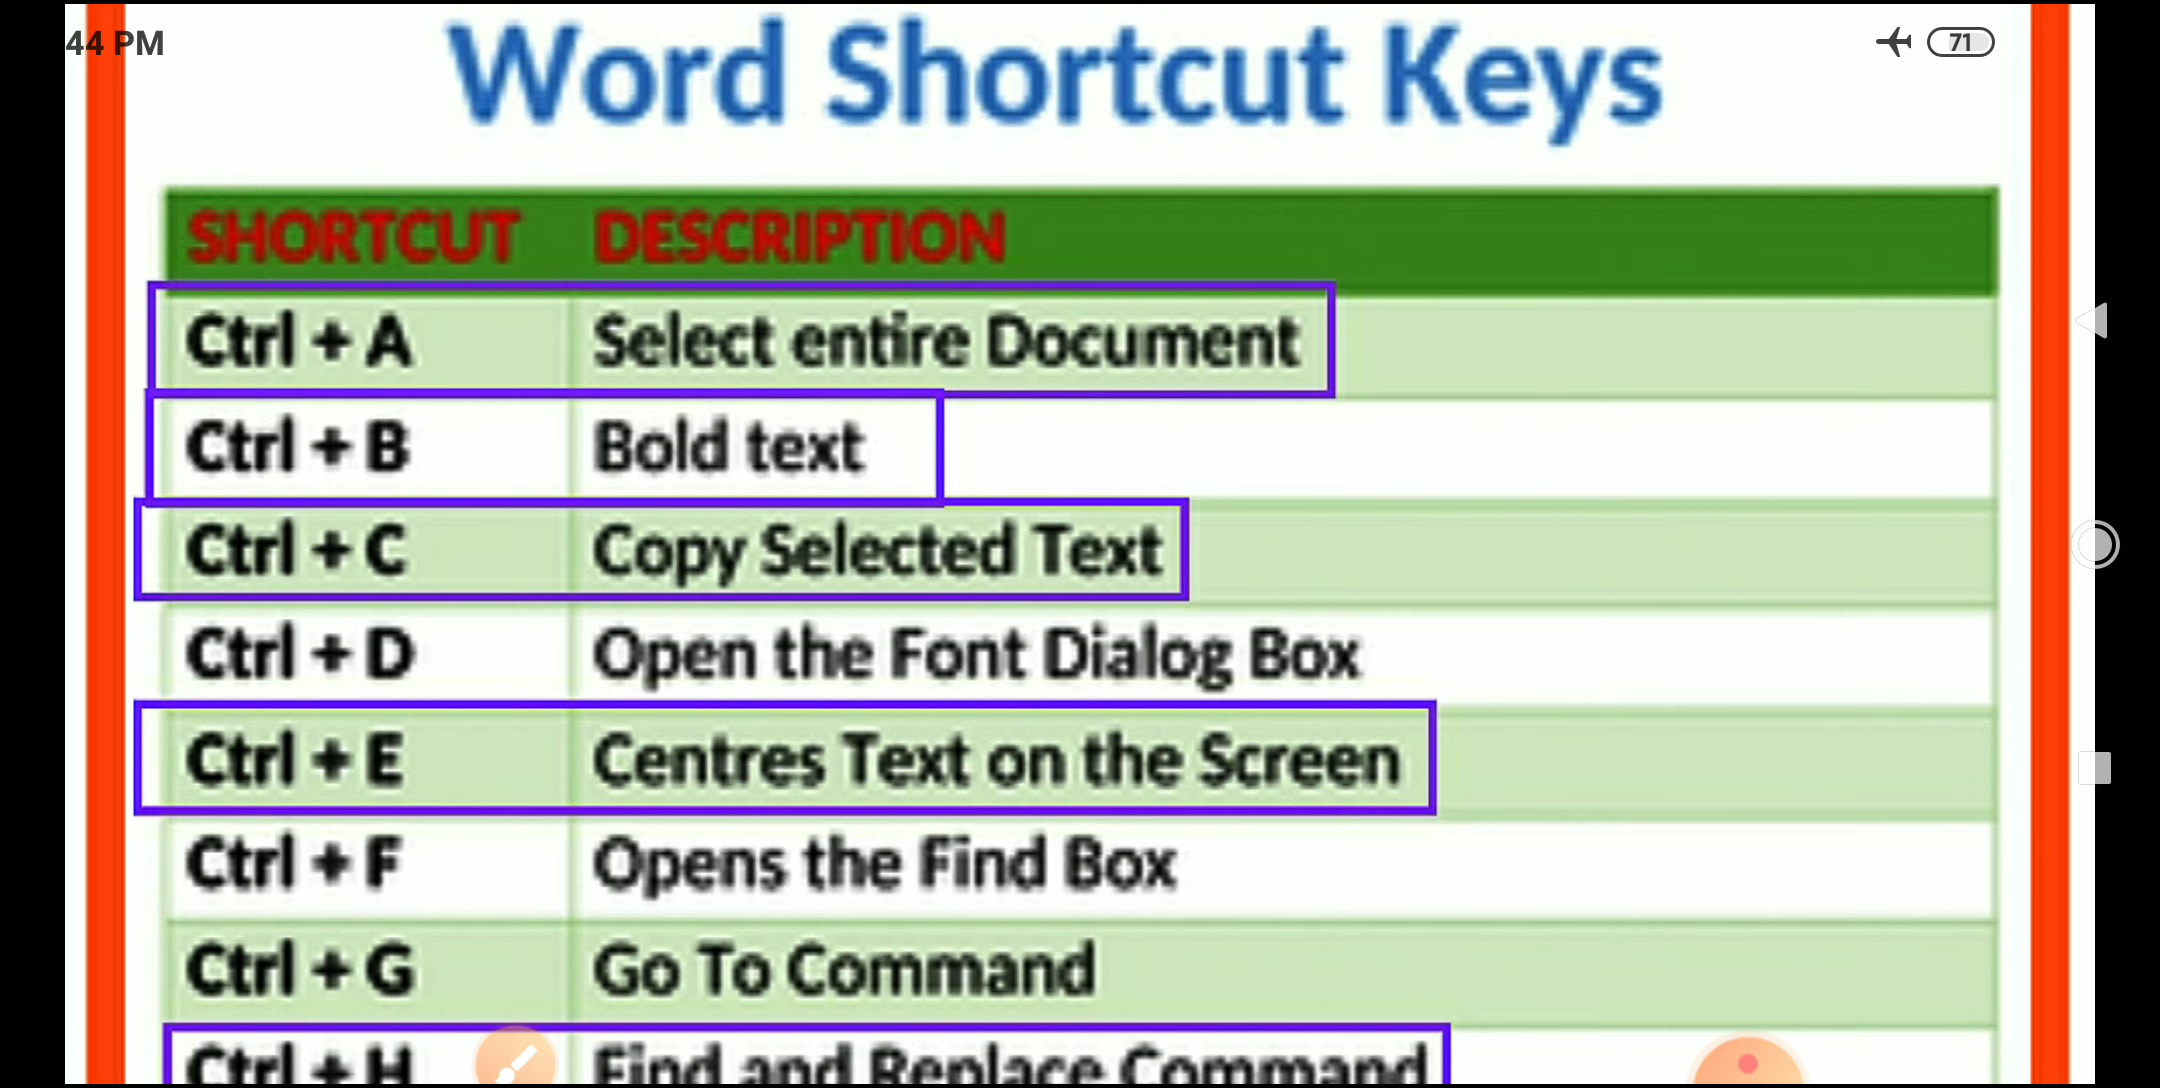 44 PM
71
Word Shortcut Keys
SHORTCUT DESCRIPTION
Ctrl + A Select entire Document
Ctrl + B Bold text
Ctrl + C Copy Selected Text
Ctrl + D Open the Font Dialog Box
Ctrl + E Centres Text on the Screen
Ctrl + F Opens the Find Box
Ctrl + G Go To Command
Ctrl + H Find and Replace Command